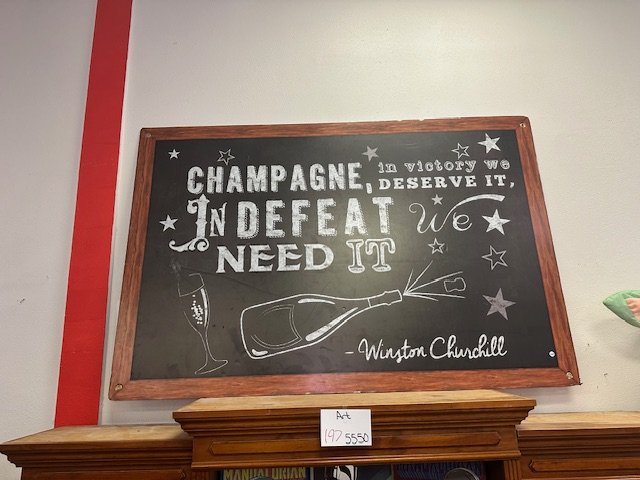 CHAMPAGNE, in victory we
DESERVE IT,
IN DEFEAT We
NEED IT
- Winston Churchill
Art
197 5550
MANDALORIAN